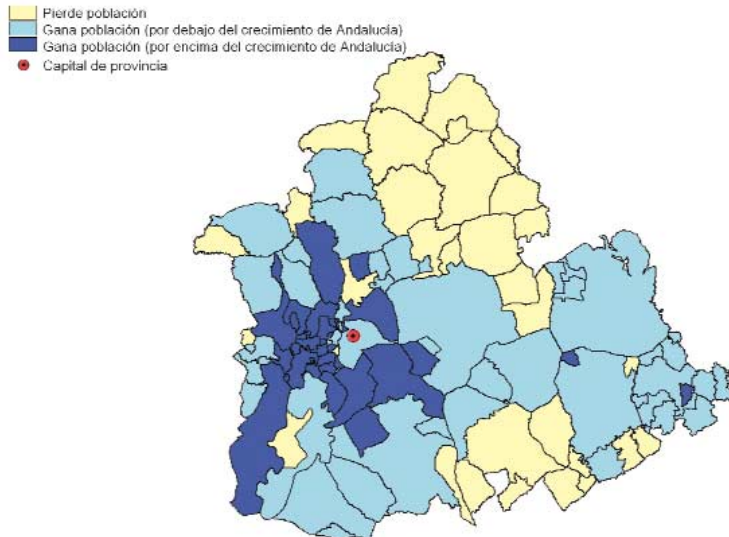 Pierde población
Gana población (por debajo del crecimiento de Andalucía)
Gana población (por encima del crecimiento de Andalucía)
Capital de provincia